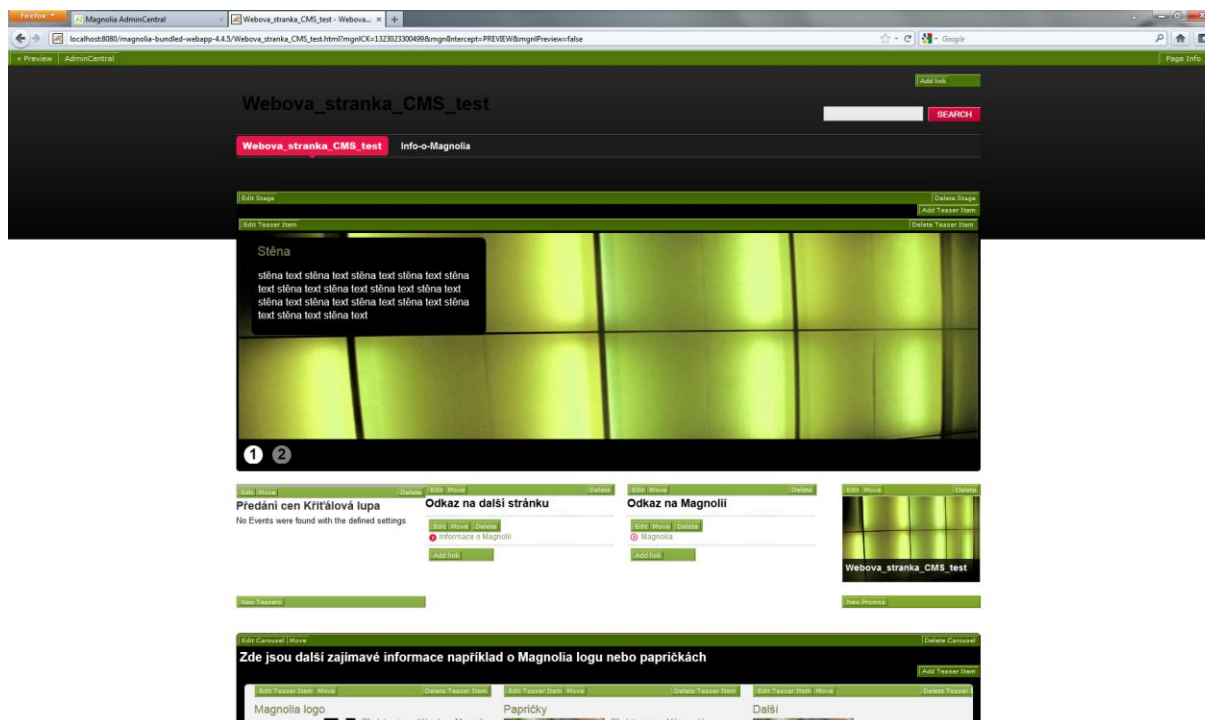 Firefox
Magnolia AdminCentral
Webova_stranka_CMS_test - Webova...
localhost:8080/magnolia-bundled-webapp-4.4.5/Webova_stranka_CMS_test.html?mgnlCK=1323023300499&mgnlIntercept=PREVIEW&mgnlPreview=false
Google
« Preview AdminCentral Page Info
Add link
Webova_stranka_CMS_test
SEARCH
Webova_stranka_CMS_test Info-o-Magnolia
Edit Stage Delete Stage
Add Teaser Item
Edit Teaser Item Delete Teaser Item
Stěna
stěna text stěna text stěna text stěna text stěna
text stěna text stěna text stěna text stěna text
stěna text stěna text stěna text stěna text stěna
text stěna text stěna text
1 2
Edit Move Delete
Předání cen Křiťálová lupa
No Events were found with the defined settings
Edit Move Delete
Odkaz na další stránku
Edit Move Delete
Informace o Magnolii
Add link
Edit Move Delete
Odkaz na Magnolii
Edit Move Delete
Magnolia
Add link
Edit Move Delete
Webova_stranka_CMS_test
New Teasers
New Promos
Edit Carousel Move Delete Carousel
Zde jsou další zajímavé informace například o Magnolia logu nebo papričkách
Add Teaser Item
Edit Teaser Item Move Delete Teaser Item
Edit Teaser Item Move Delete Teaser Item
Edit Teaser Item Move Delete Teaser
Magnolia logo
Papričky
Další